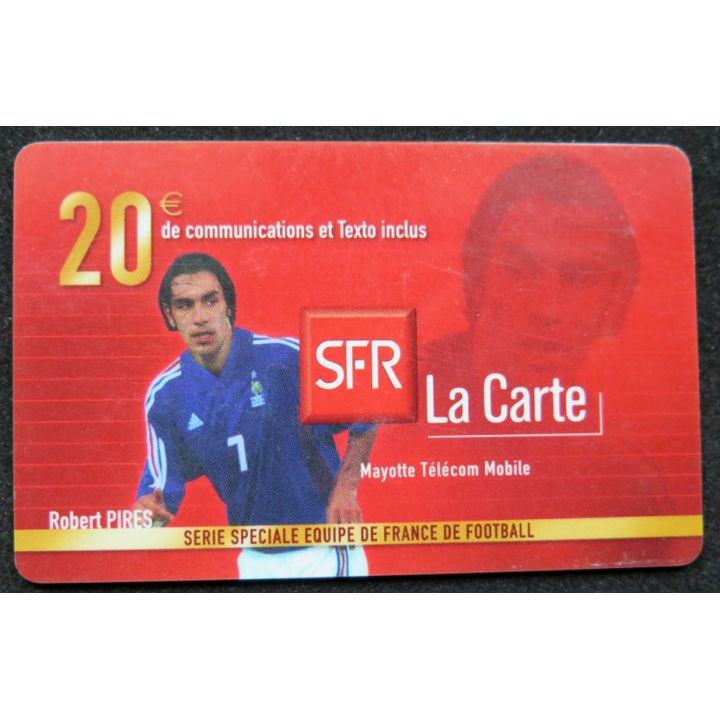 20 €
de communications et Texto inclus
SFR
La Carte
7
Mayotte Télécom Mobile
Robert PIRES
SERIE SPECIALE EQUIPE DE FRANCE DE FOOTBALL